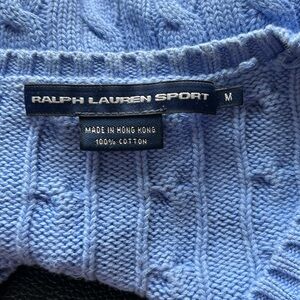 RALPH LAUREN SPORT M
MADE IN HONG KONG
100% COTTON